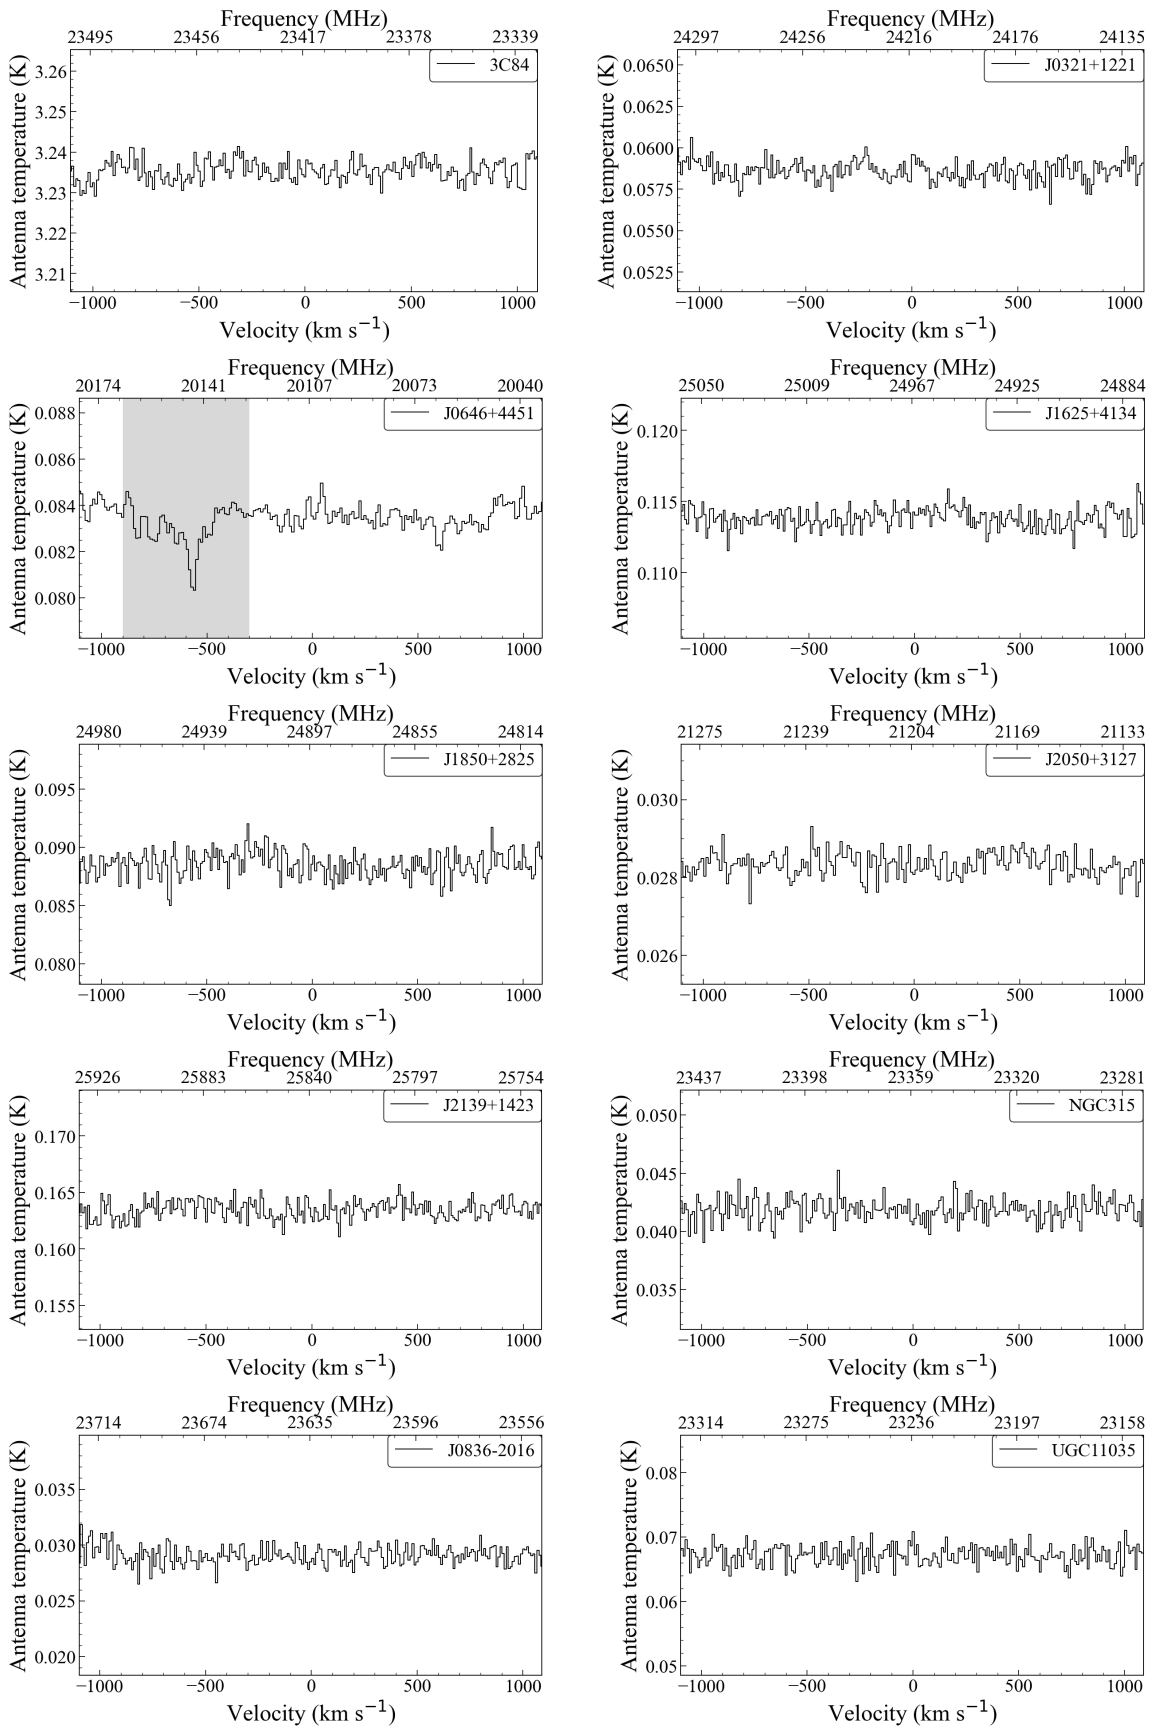 Frequency (MHz)
23495 23456 23417 23378 23339
3C84
Antenna temperature (K)
3.26
3.25
3.24
3.23
3.22
3.21
−1000 −500 0 500 1000
Velocity (km s−1)
Frequency (MHz)
24297 24256 24216 24176 24135
J0321+1221
Antenna temperature (K)
0.0650
0.0625
0.0600
0.0575
0.0550
0.0525
−1000 −500 0 500 1000
Velocity (km s−1)
Frequency (MHz)
20174 20141 20107 20073 20040
J0646+4451
Antenna temperature (K)
0.088
0.086
0.084
0.082
0.080
−1000 −500 0 500 1000
Velocity (km s−1)
Frequency (MHz)
25050 25009 24967 24925 24884
J1625+4134
Antenna temperature (K)
0.120
0.115
0.110
−1000 −500 0 500 1000
Velocity (km s−1)
Frequency (MHz)
24980 24939 24897 24855 24814
J1850+2825
Antenna temperature (K)
0.095
0.090
0.085
0.080
−1000 −500 0 500 1000
Velocity (km s−1)
Frequency (MHz)
21275 21239 21204 21169 21133
J2050+3127
Antenna temperature (K)
0.030
0.028
0.026
−1000 −500 0 500 1000
Velocity (km s−1)
Frequency (MHz)
25926 25883 25840 25797 25754
J2139+1423
Antenna temperature (K)
0.170
0.165
0.160
0.155
−1000 −500 0 500 1000
Velocity (km s−1)
Frequency (MHz)
23437 23398 23359 23320 23281
NGC315
Antenna temperature (K)
0.050
0.045
0.040
0.035
−1000 −500 0 500 1000
Velocity (km s−1)
Frequency (MHz)
23714 23674 23635 23596 23556
J0836-2016
Antenna temperature (K)
0.035
0.030
0.025
0.020
−1000 −500 0 500 1000
Velocity (km s−1)
Frequency (MHz)
23314 23275 23236 23197 23158
UGC11035
Antenna temperature (K)
0.08
0.07
0.06
0.05
−1000 −500 0 500 1000
Velocity (km s−1)